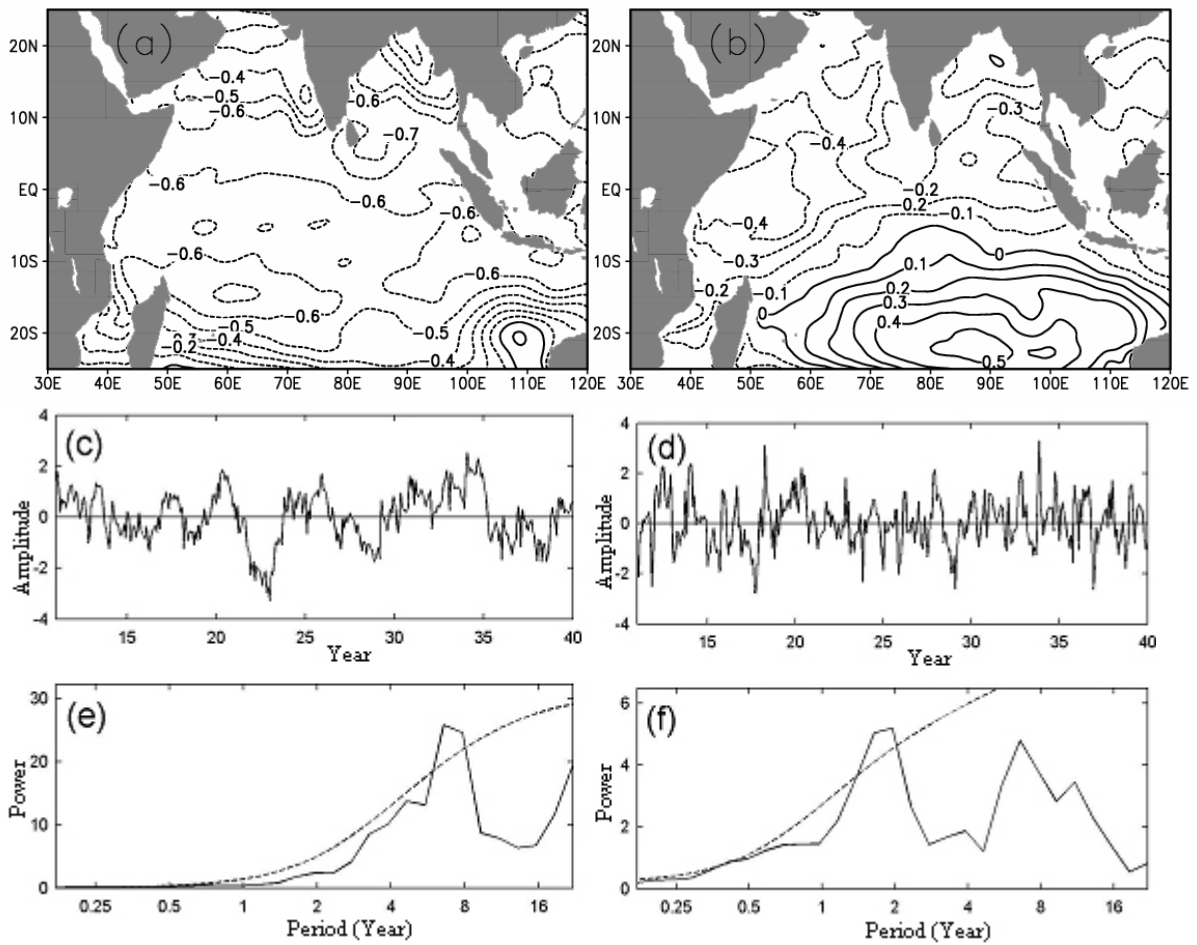 (a)
(b)
20N
10N
EQ
10S
20S
30E 40E 50E 60E 70E 80E 90E 100E 110E 120E
-0.4
-0.5
-0.6
-0.6
-0.7
-0.6
-0.6
-0.6
-0.6
-0.6
-0.6
-0.5
-0.4
-0.2
-0.5
-0.4
20N
10N
EQ
10S
20S
30E 40E 50E 60E 70E 80E 90E 100E 110E 120E
-0.3
-0.4
-0.2
-0.2
-0.1
-0.4
-0.3
-0.2
-0.1
0
0
0.1
0.2
0.3
0.4
0.5
(c)
Amplitude
4
2
0
-2
-4
15 20 25 30 35 40
Year
(d)
Amplitude
4
2
0
-2
-4
15 20 25 30 35 40
Year
(e)
Power
30
20
10
0
0.25 0.5 1 2 4 8 16
Period (Year)
(f)
Power
6
4
2
0
0.25 0.5 1 2 4 8 16
Period (Year)